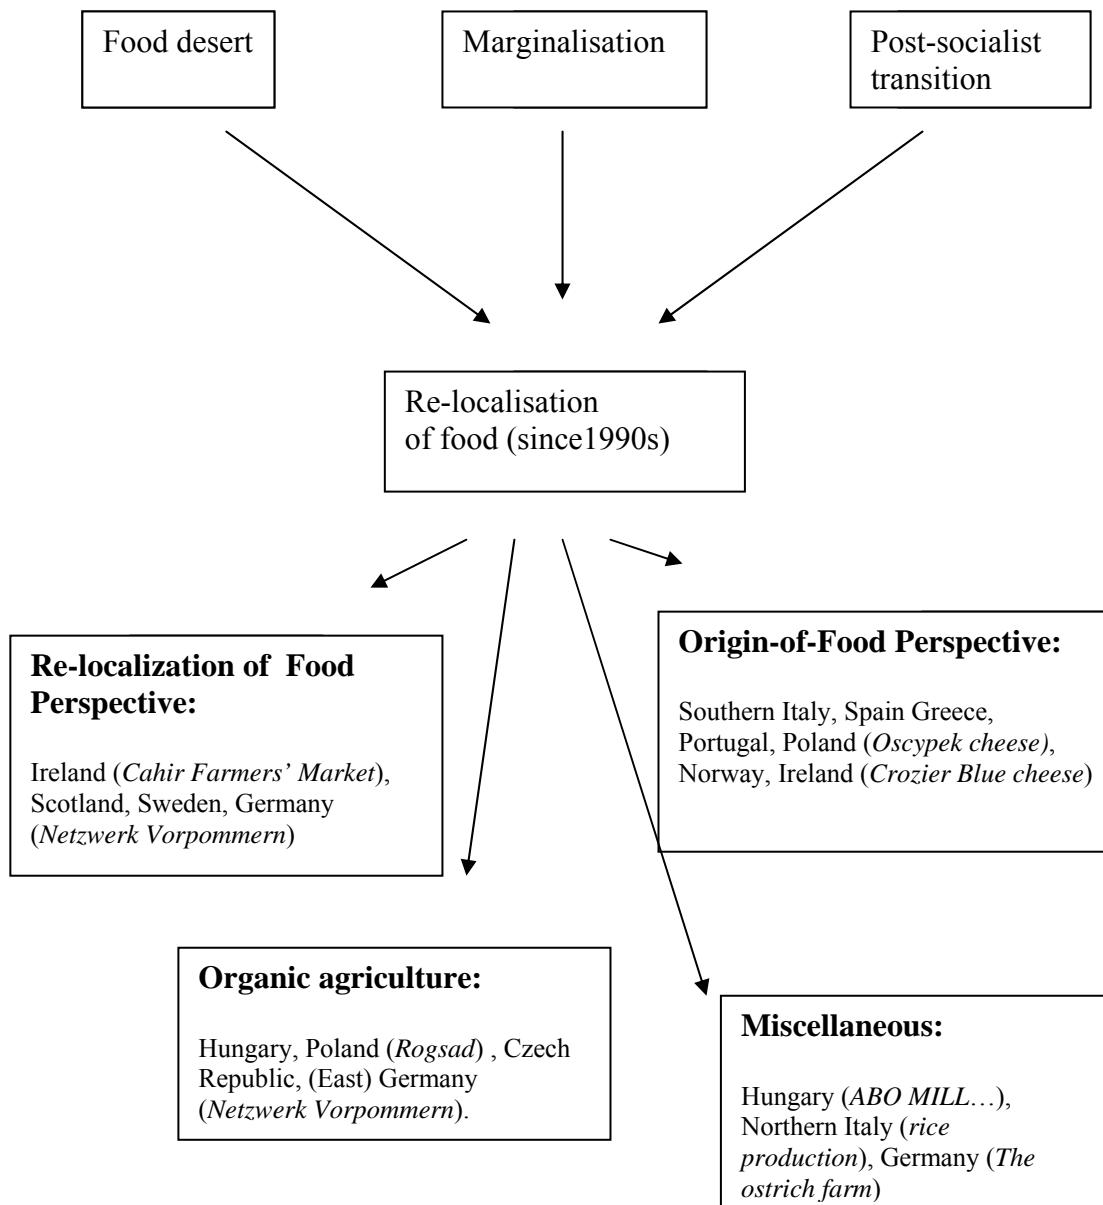 Food desert
Marginalisation
Post-socialist
transition
Re-localisation
of food (since1990s)
Re-localization of  Food
Perspective:
Ireland (Cahir Farmers’ Market),
Scotland, Sweden, Germany
(Netzwerk Vorpommern)
Origin-of-Food Perspective:
Southern Italy, Spain Greece,
Portugal, Poland (Oscypek cheese),
Norway, Ireland (Crozier Blue cheese)
Organic agriculture:
Hungary, Poland (Rogsad) , Czech
Republic, (East) Germany
(Netzwerk Vorpommern).
Miscellaneous:
Hungary (ABO MILL…),
Northern Italy (rice
production), Germany (The
ostrich farm)